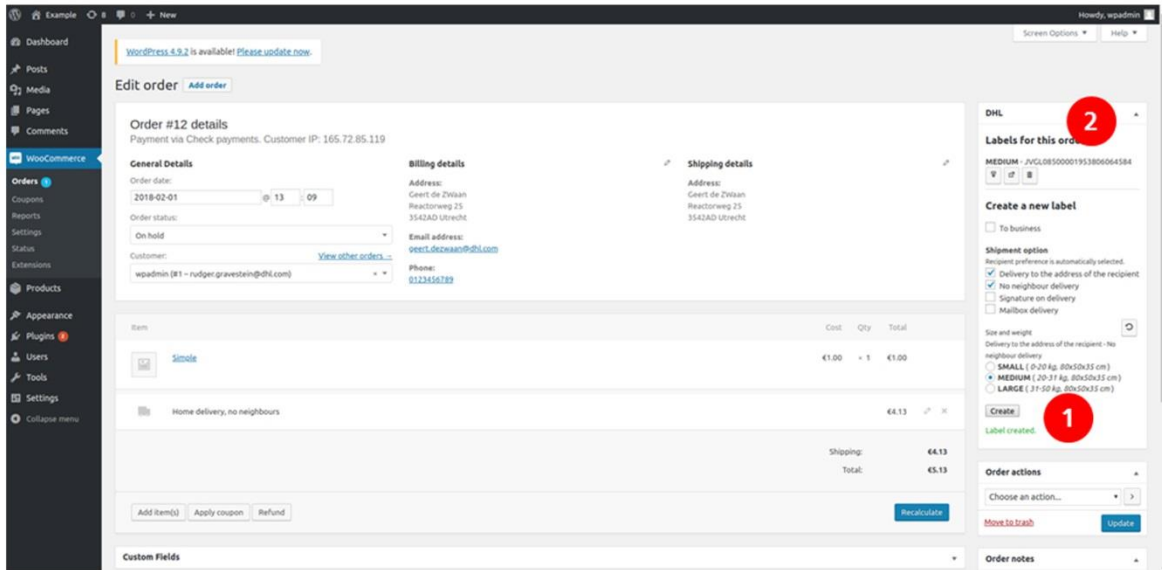 Example 8 0 + New Howdy, wpadmin
Screen Options Help
Dashboard
Posts
Media
Pages
Comments
WooCommerce
Orders 1
Coupons
Reports
Settings
Status
Extensions
Products
Appearance
Plugins 2
Users
Tools
Settings
Collapse menu
WordPress 4.9.2 is available! Please update now.
Edit order Add order
Order #12 details
Payment via Check payments. Customer IP: 165.72.85.119
General Details
Order date:
2018-02-01 @ 13 : 09
Order status:
On hold
Customer: View other orders →
wpadmin (#1 – rudger.gravestein@dhl.com) ×
Billing details
Address:
Geert de ZWaan
Reactorweg 25
3542AD Utrecht
Email address:
geert.dezwaan@dhl.com
Phone:
0123456789
Shipping details
Address:
Geert de ZWaan
Reactorweg 25
3542AD Utrecht
Item Cost Qty Total
Simple €1.00 × 1 €1.00
Home delivery, no neighbours €4.13
Shipping: €4.13
Total: €5.13
Add item(s) Apply coupon Refund Recalculate
Custom Fields
DHL
2
Labels for this
MEDIUM - JVGL08500001953806064584
Create a new label
To business
Shipment option
Recipient preference is automatically selected.
Delivery to the address of the recipient
No neighbour delivery
Signature on delivery
Mailbox delivery
Size and weight
Delivery to the address of the recipient - No
neighbour delivery
SMALL ( 0-20 kg, 80x50x35 cm )
MEDIUM ( 20-31 kg, 80x50x35 cm )
LARGE ( 31-50 kg, 80x50x35 cm )
Create
1
Label created.
Order actions
Choose an action...
Move to trash Update
Order notes